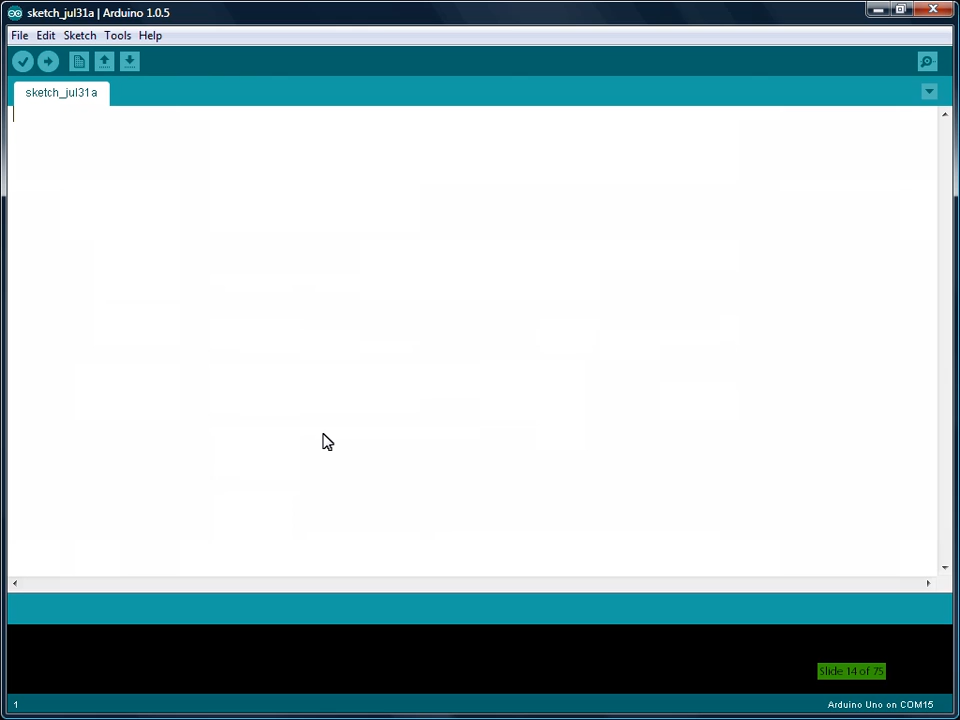 sketch_jul31a | Arduino 1.0.5
File Edit Sketch Tools Help
sketch_jul31a
Slide 14 of 75
1
Arduino Uno on COM15